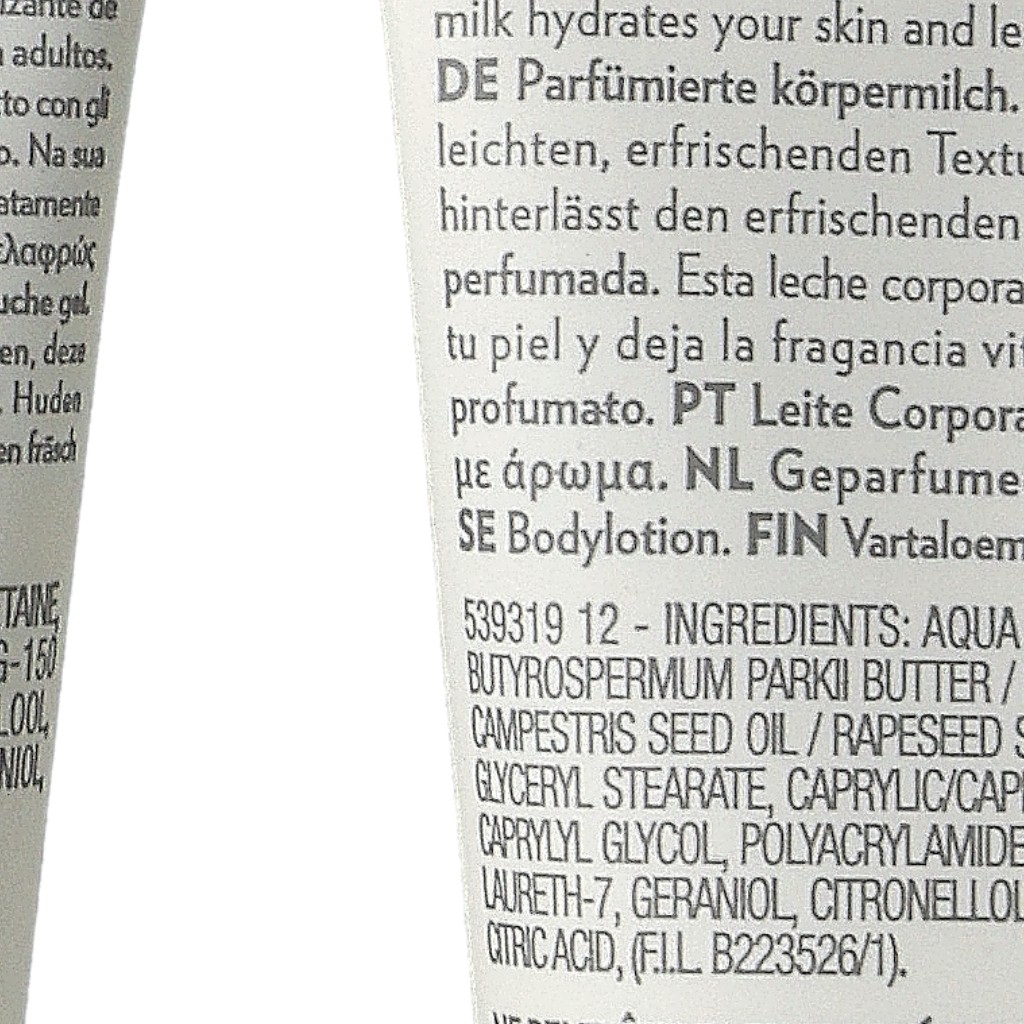 izante de
adultos,
to con gli
o. Na sua
atamente
ελαφρύχ
uche gel
en, deze
. Huden
en fräsch
TAINE,
G-150
LOOL,
NIOL,
milk hydrates your skin and le
DE Parfümierte körpermilch.
leichten, erfrischenden Textu
hinterlässt den erfrischenden
perfumada. Esta leche corpora
tu piel y deja la fragancia vit
profumato. PT Leite Corpora
με άρωμα. NL Geparfume
SE Bodylotion. FIN Vartaloem
539319 12 - INGREDIENTS: AQUA
BUTYROSPERMUM PARKII BUTTER /
CAMPESTRIS SEED OIL / RAPESEED S
GLYCERYL STEARATE, CAPRYLIC/CAP
CAPRYLYL GLYCOL, POLYACRYLAMIDE
LAURETH-7, GERANIOL, CITRONELLOL
CITRIC ACID, (F.I.L. B223526/1).